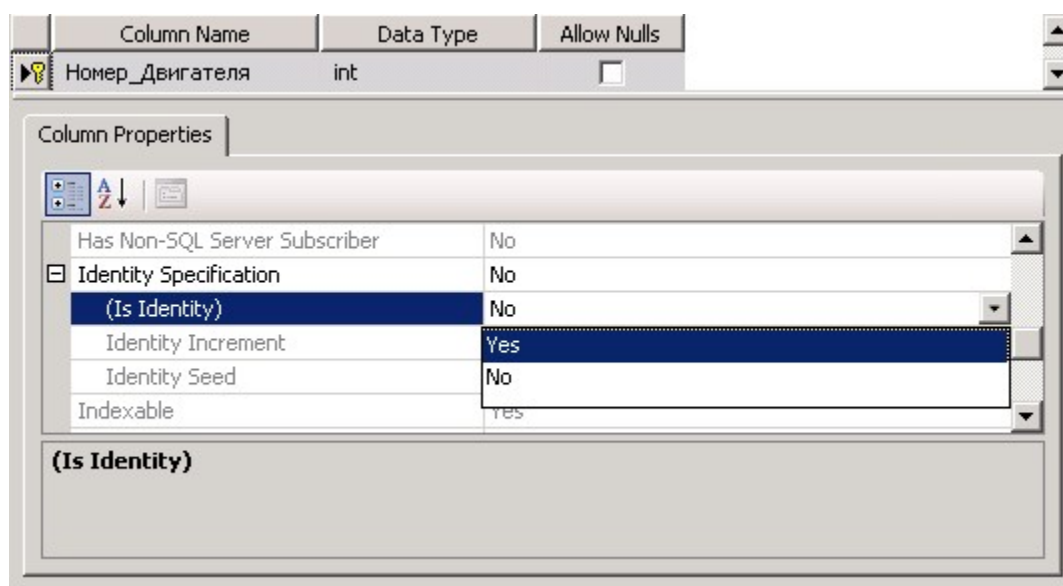 Column Name Data Type Allow Nulls
Номер_Двигателя int
Column Properties
Has Non-SQL Server Subscriber No
Identity Specification No
(Is Identity) No
Identity Increment Yes
Identity Seed No
Indexable Yes
(Is Identity)